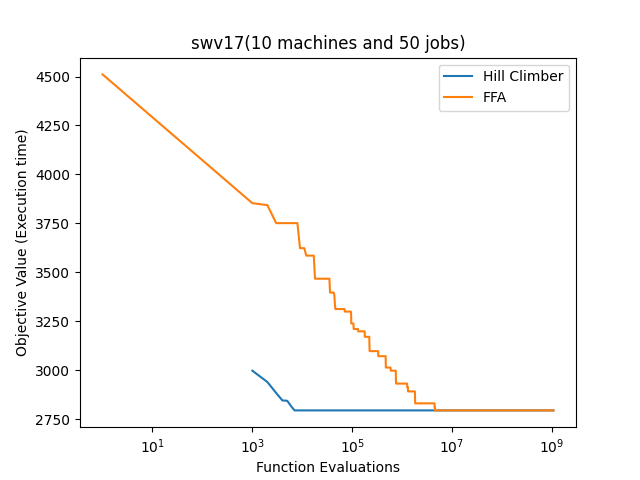 swv17(10 machines and 50 jobs)
Hill Climber
FFA
Objective Value (Execution time)
4500
4250
4000
3750
3500
3250
3000
2750
10^1
10^3
10^5
10^7
10^9
Function Evaluations